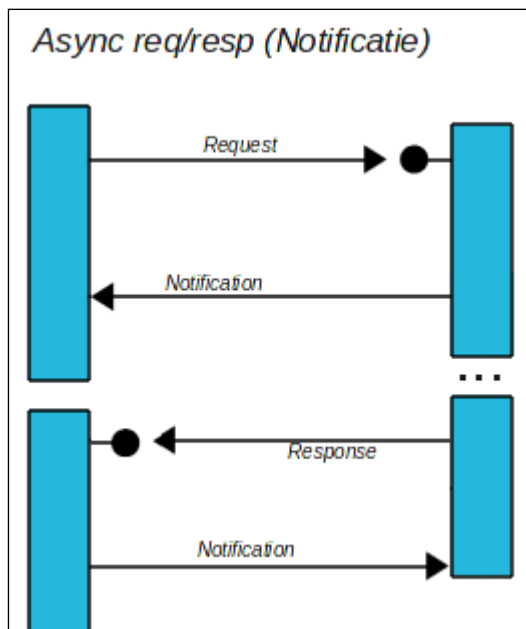 Async req/resp (Notificatie)
Request
Notification
...
Response
Notification